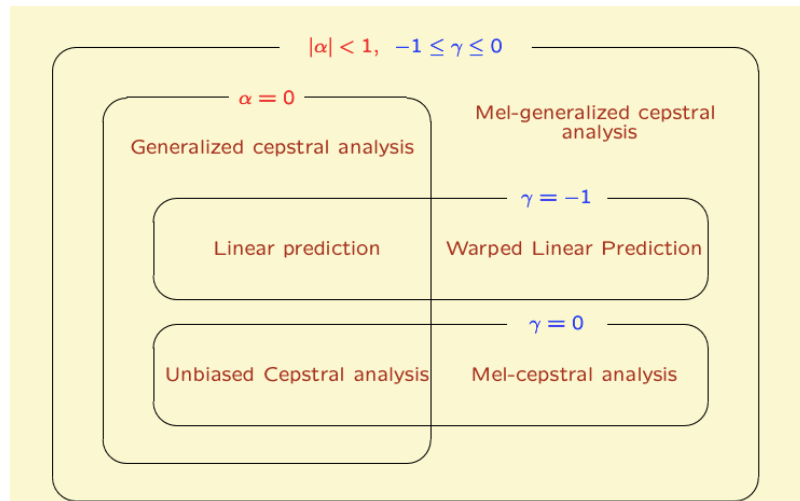 |α| < 1, −1 ≤ γ ≤ 0
α = 0
Mel-generalized cepstral
analysis
Generalized cepstral analysis
γ = −1
Linear prediction
Warped Linear Prediction
γ = 0
Unbiased Cepstral analysis
Mel-cepstral analysis